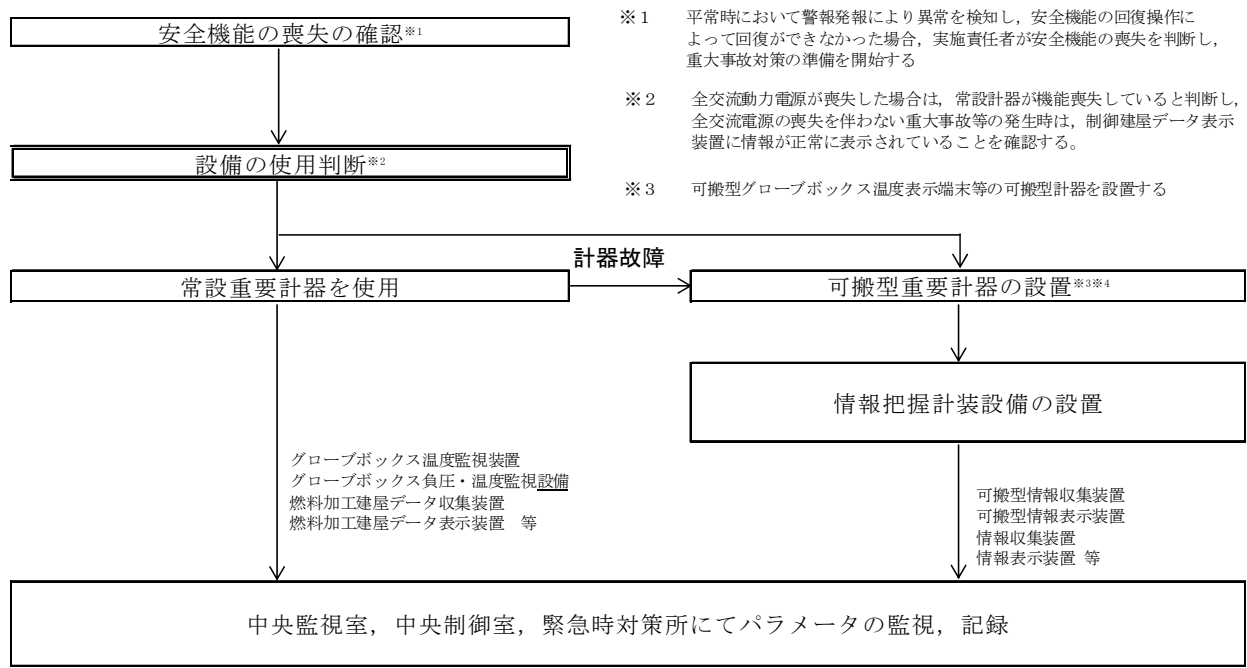 安全機能の喪失の確認※1
※１　平常時において警報発報により異常を検知し，安全機能の回復操作に
よって回復ができなかった場合，実施責任者が安全機能の喪失を判断し，
重大事故対策の準備を開始する
※２　全交流動力電源が喪失した場合は，常設計器が機能喪失していると判断し，
全交流電源の喪失を伴わない重大事故等の発生時は，制御建屋データ表示
装置に情報が正常に表示されていることを確認する。
設備の使用判断※2
※３　可搬型グローブボックス温度表示端末等の可搬型計器を設置する
計器故障
常設重要計器を使用
可搬型重要計器の設置※3※4
情報把握計装設備の設置
グローブボックス温度監視装置
グローブボックス負圧・温度監視設備
燃料加工建屋データ収集装置
燃料加工建屋データ表示装置　等
可搬型情報収集装置
可搬型情報表示装置
情報収集装置
情報表示装置 等
中央監視室，中央制御室，緊急時対策所にてパラメータの監視，記録